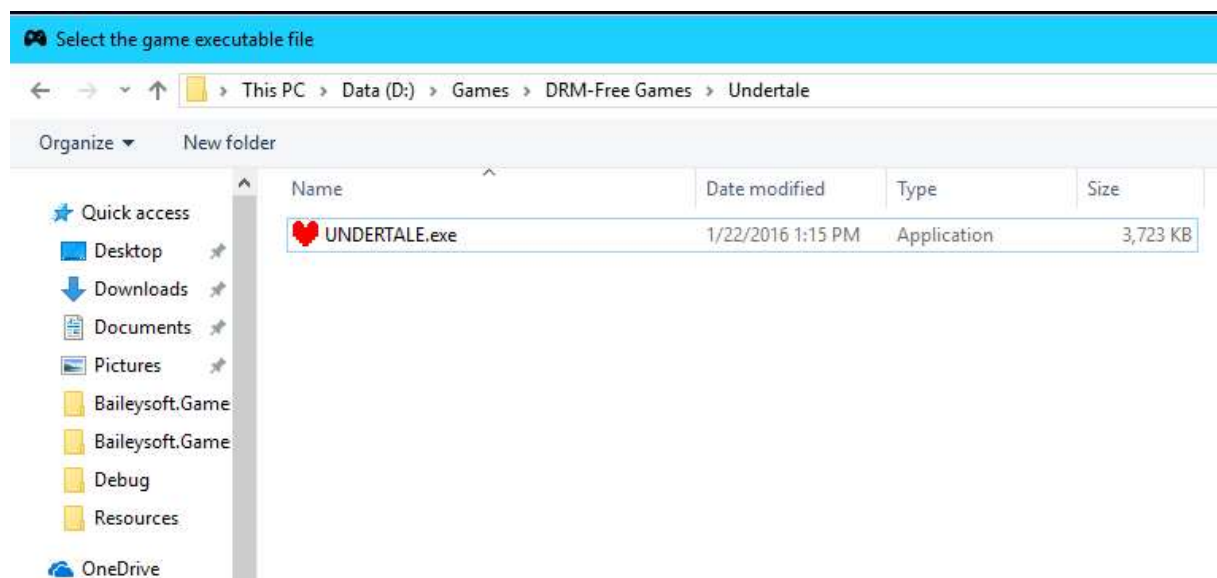 Select the game executable file
This PC > Data (D:) > Games > DRM-Free Games > Undertale
Organize New folder
Name Date modified Type Size
Quick access
UNDERTALE.exe 1/22/2016 1:15 PM Application 3,723 KB
Desktop
Downloads
Documents
Pictures
Baileysoft.Game
Baileysoft.Game
Debug
Resources
OneDrive